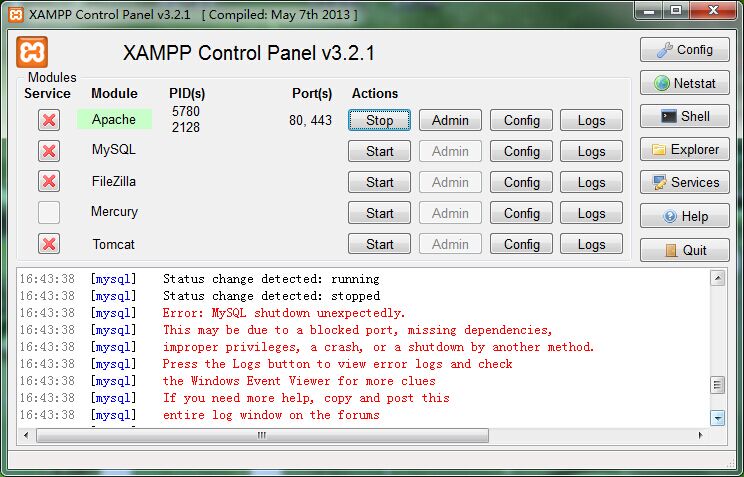 XAMPP Control Panel v3.2.1 [ Compiled: May 7th 2013 ]
XAMPP Control Panel v3.2.1
Config
Modules
Service Module PID(s) Port(s) Actions
Netstat
Apache 5780 2128 80, 443 Stop Admin Config Logs
Shell
MySQL Start Admin Config Logs
Explorer
FileZilla Start Admin Config Logs
Services
Mercury Start Admin Config Logs
Help
Tomcat Start Admin Config Logs
Quit
16:43:38 [mysql] Status change detected: running
16:43:38 [mysql] Status change detected: stopped
16:43:38 [mysql] Error: MySQL shutdown unexpectedly.
16:43:38 [mysql] This may be due to a blocked port, missing dependencies,
16:43:38 [mysql] improper privileges, a crash, or a shutdown by another method.
16:43:38 [mysql] Press the Logs button to view error logs and check
16:43:38 [mysql] the Windows Event Viewer for more clues
16:43:38 [mysql] If you need more help, copy and post this
16:43:38 [mysql] entire log window on the forums